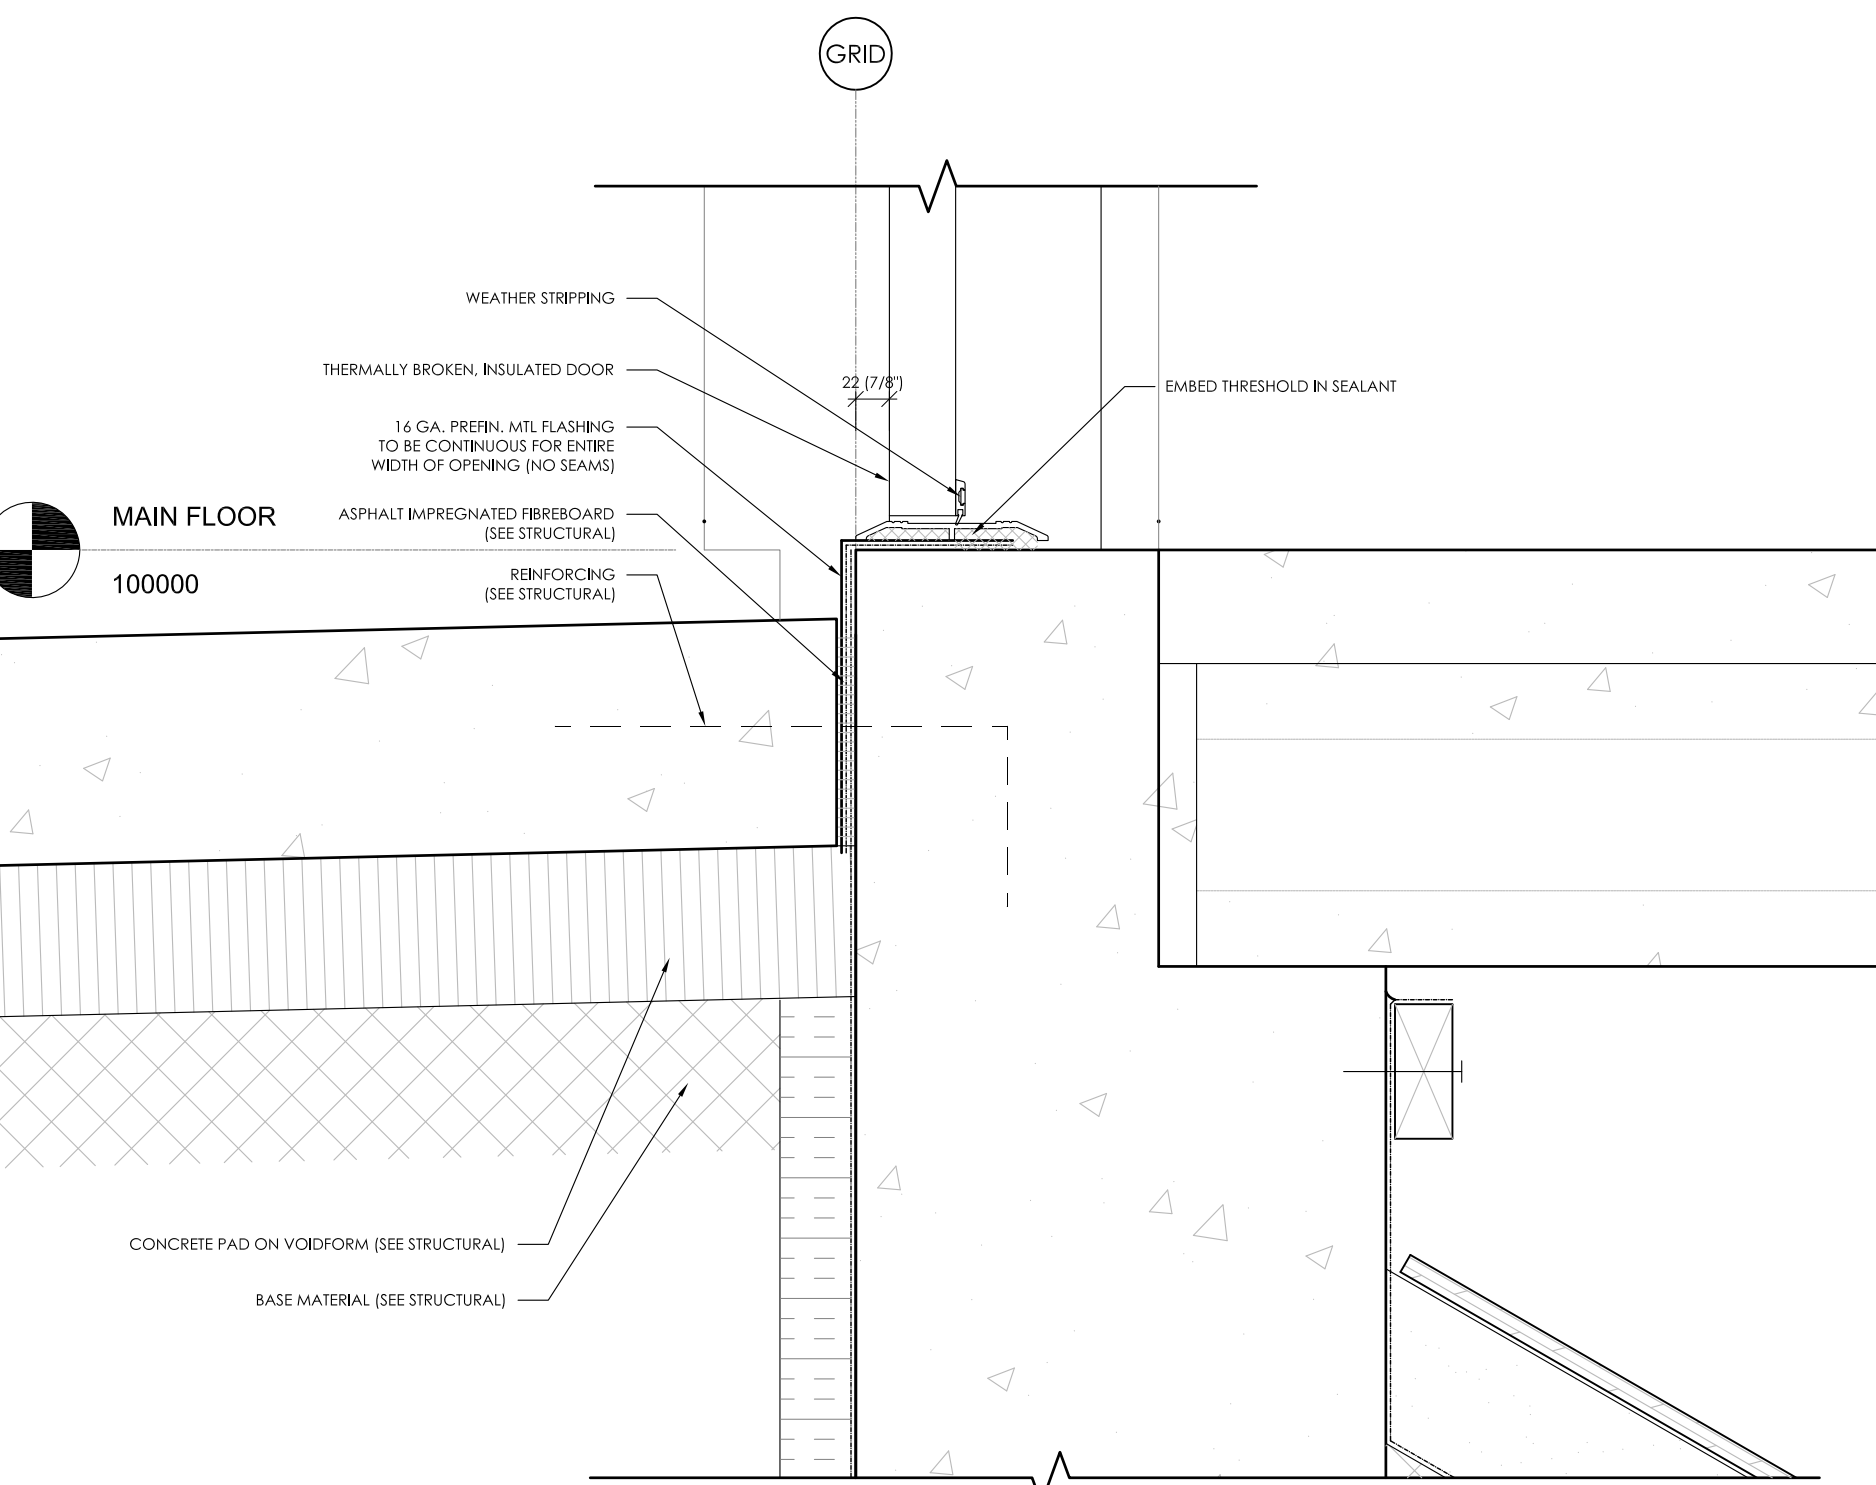 GRID
WEATHER STRIPPING
THERMALLY BROKEN, INSULATED DOOR
22 (7/8")
EMBED THRESHOLD IN SEALANT
16 GA. PREFIN. MTL FLASHING
TO BE CONTINUOUS FOR ENTIRE
WIDTH OF OPENING (NO SEAMS)
MAIN FLOOR
100000
ASPHALT IMPREGNATED FIBREBOARD
(SEE STRUCTURAL)
REINFORCING
(SEE STRUCTURAL)
CONCRETE PAD ON VOIDFORM (SEE STRUCTURAL)
BASE MATERIAL (SEE STRUCTURAL)